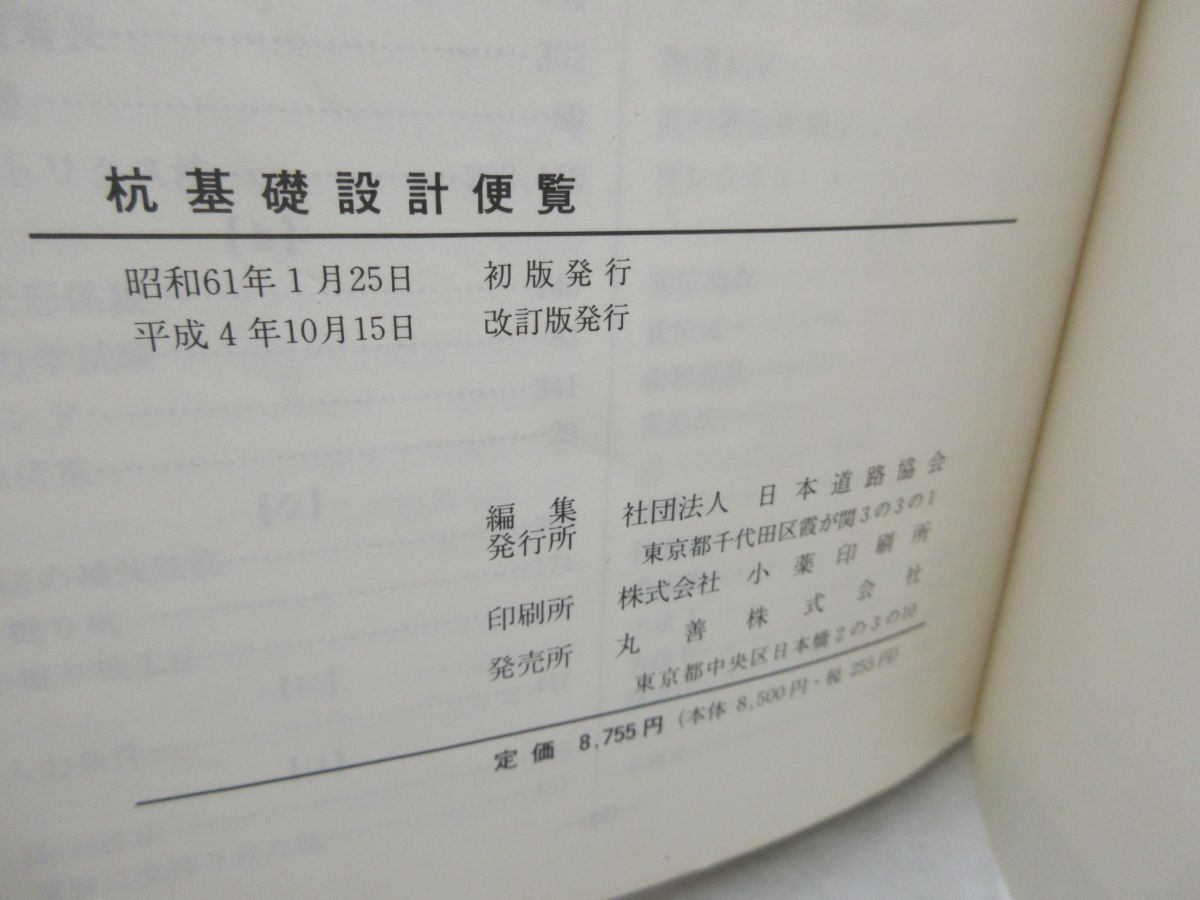 杭基礎設計便覧
昭和61年1月25日 初版発行
平成4年10月15日 改訂版発行
編集 社団法人 日本道路協会
発行所 東京都千代田区霞が関3の3の1
印刷所 株式会社 小薬印刷所
発売所 丸善株式会社
東京都中央区日本橋2の3の10
定価 8,755円 (本体 8,500円・税 255円)